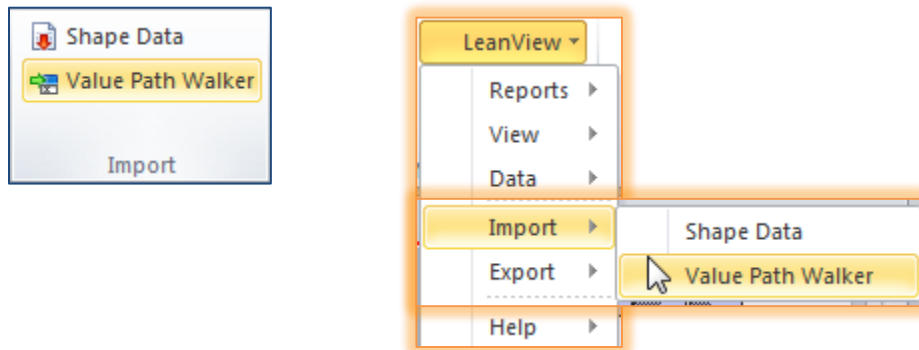 Shape Data
Value Path Walker
Import
LeanView
Reports
View
Data
Import
Export
Help
Shape Data
Value Path Walker